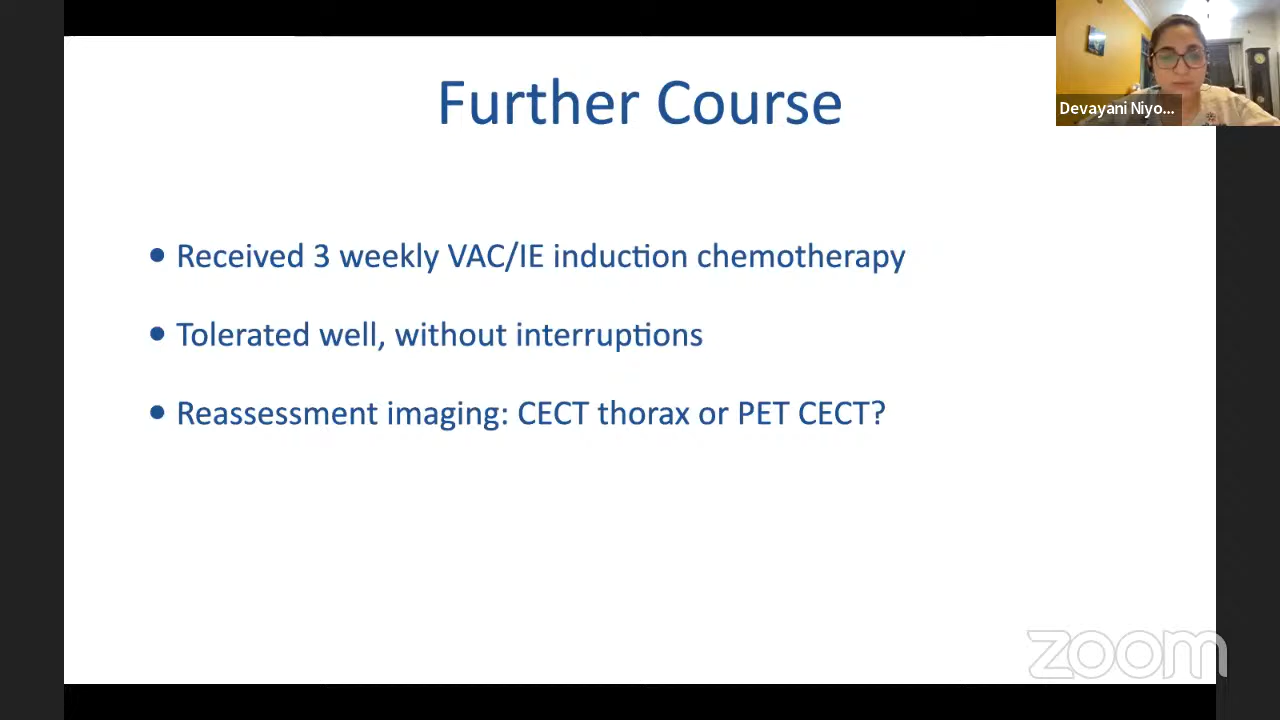 Further Course
Devayani Niyo...
• Received 3 weekly VAC/IE induction chemotherapy
• Tolerated well, without interruptions
• Reassessment imaging: CECT thorax or PET CECT?
zoom